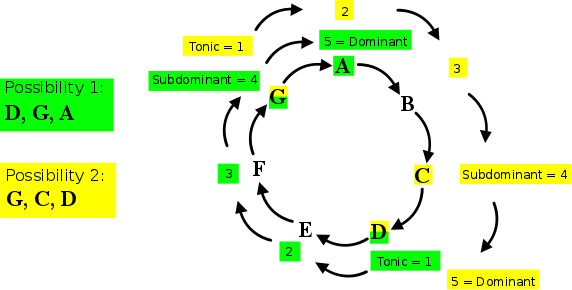 2
Tonic = 1
5 = Dominant
3
A
Subdominant = 4
Possibility 1:
D, G, A
G
B
Possibility 2:
G, C, D
3
F
C
Subdominant = 4
E
D
2
Tonic = 1
5 = Dominant